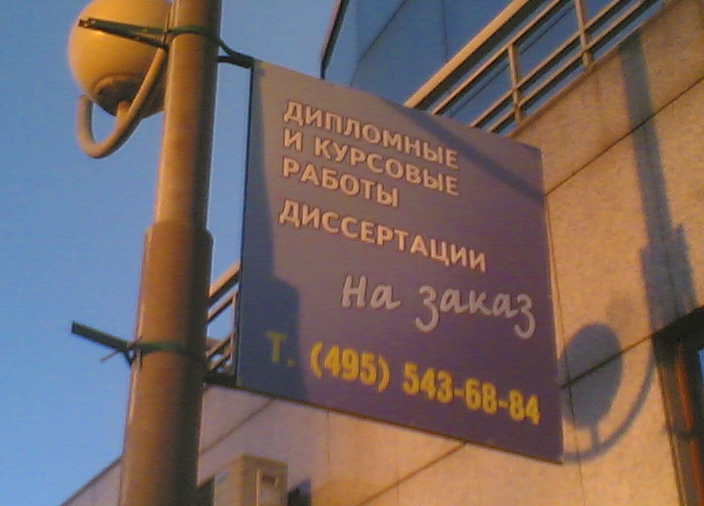 ДИПЛОМНЫЕ
И КУРСОВЫЕ
РАБОТЫ
ДИССЕРТАЦИИ
на заказ
Т. (495) 543-68-84